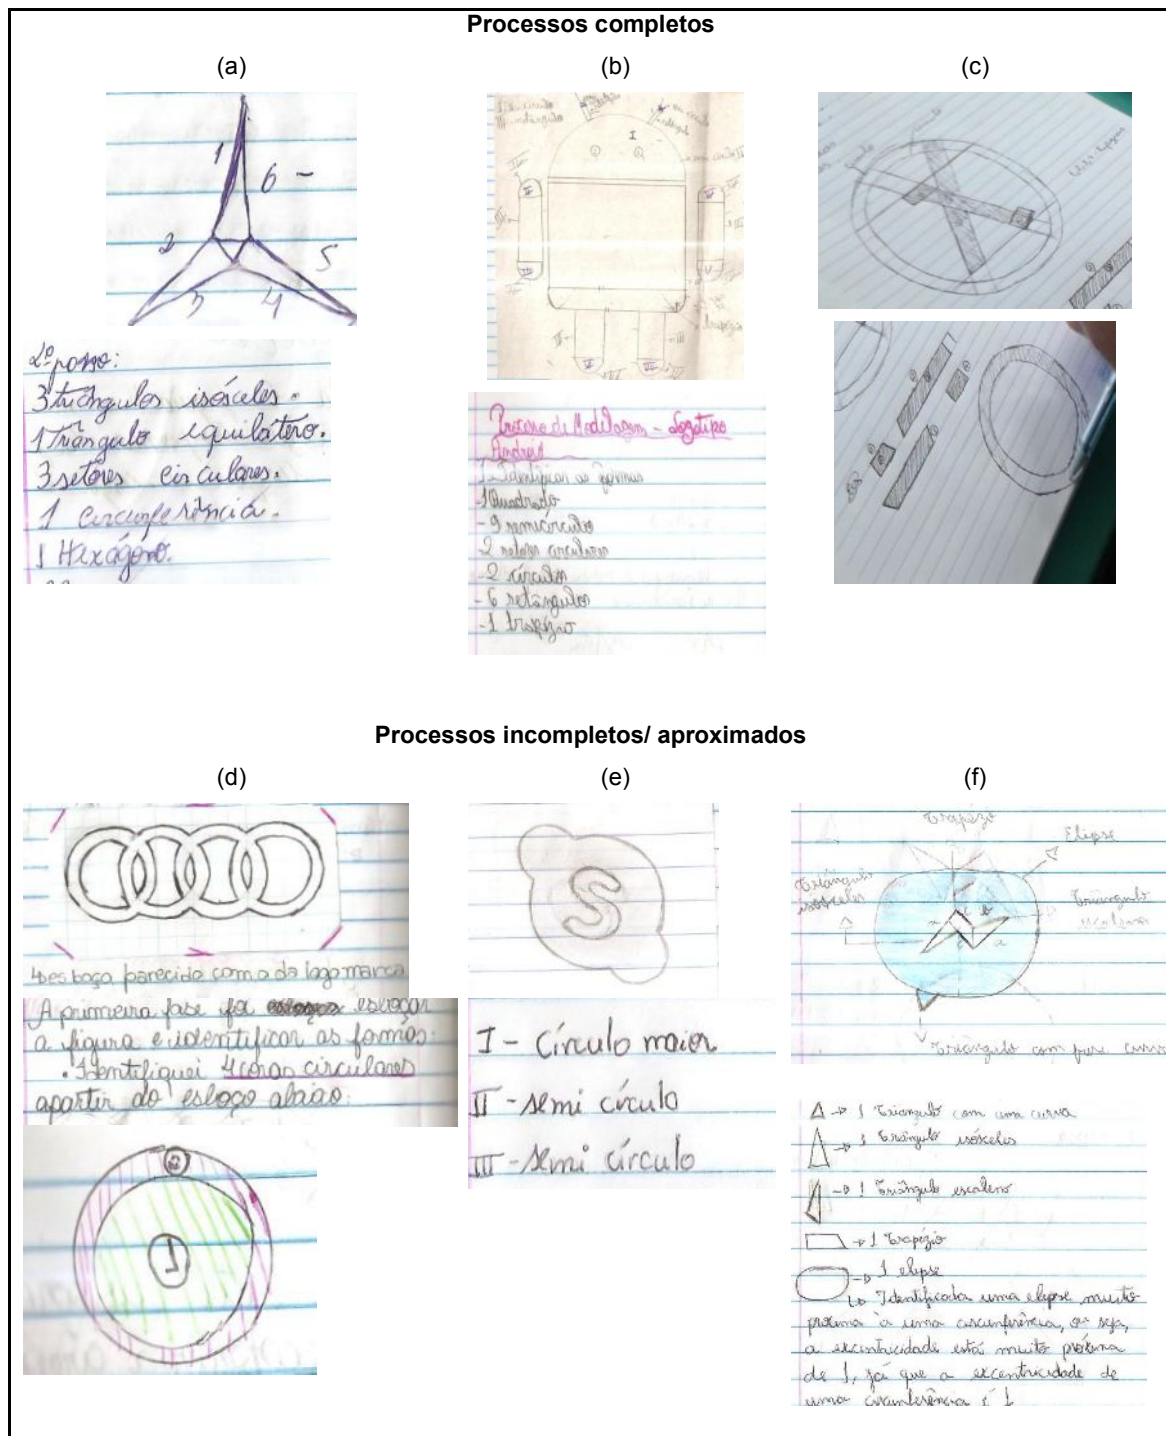 Processos completos
(a)
(b)
(c)
1
6 -
2
5
3
4
I
trapézio
2º passo:
3 triângulos isósceles.
1 Triângulo equilátero.
3 setores circulares.
1 circunferência.
1 Hexágono.
Processo de Modelagem - Logotipo
Android
1- Identificar as formas
-1 Quadrado
- 9 semicírculo
- 2 círculos
- 6 retângulos
- 1 trapézio
Processos incompletos/ aproximados
(d)
(e)
(f)
esboço parecido com o da logo marca
A primeira fase foi esboçar
a figura e identificar as formas.
• Identifiquei 4 coroas circulares
apartir do esboço abaixo:
2
1
S
I - Círculo maior
II - semi círculo
III - semi círculo
Trapézio
Elipse
Triângulo
isósceles
Triângulo
escaleno
Triângulo com parte curva
→ 1 Triangulo com uma curva
→ 1 triângulo isósceles
→ 1 Triângulo escaleno
→ 1 Trapézio
→ 1 elipse
↳ Identificada uma elipse muito
proxima à uma circunferência, ou seja,
a excentricidade está muito próxima
de 1, já que a excentricidade de
uma circunferência é 1